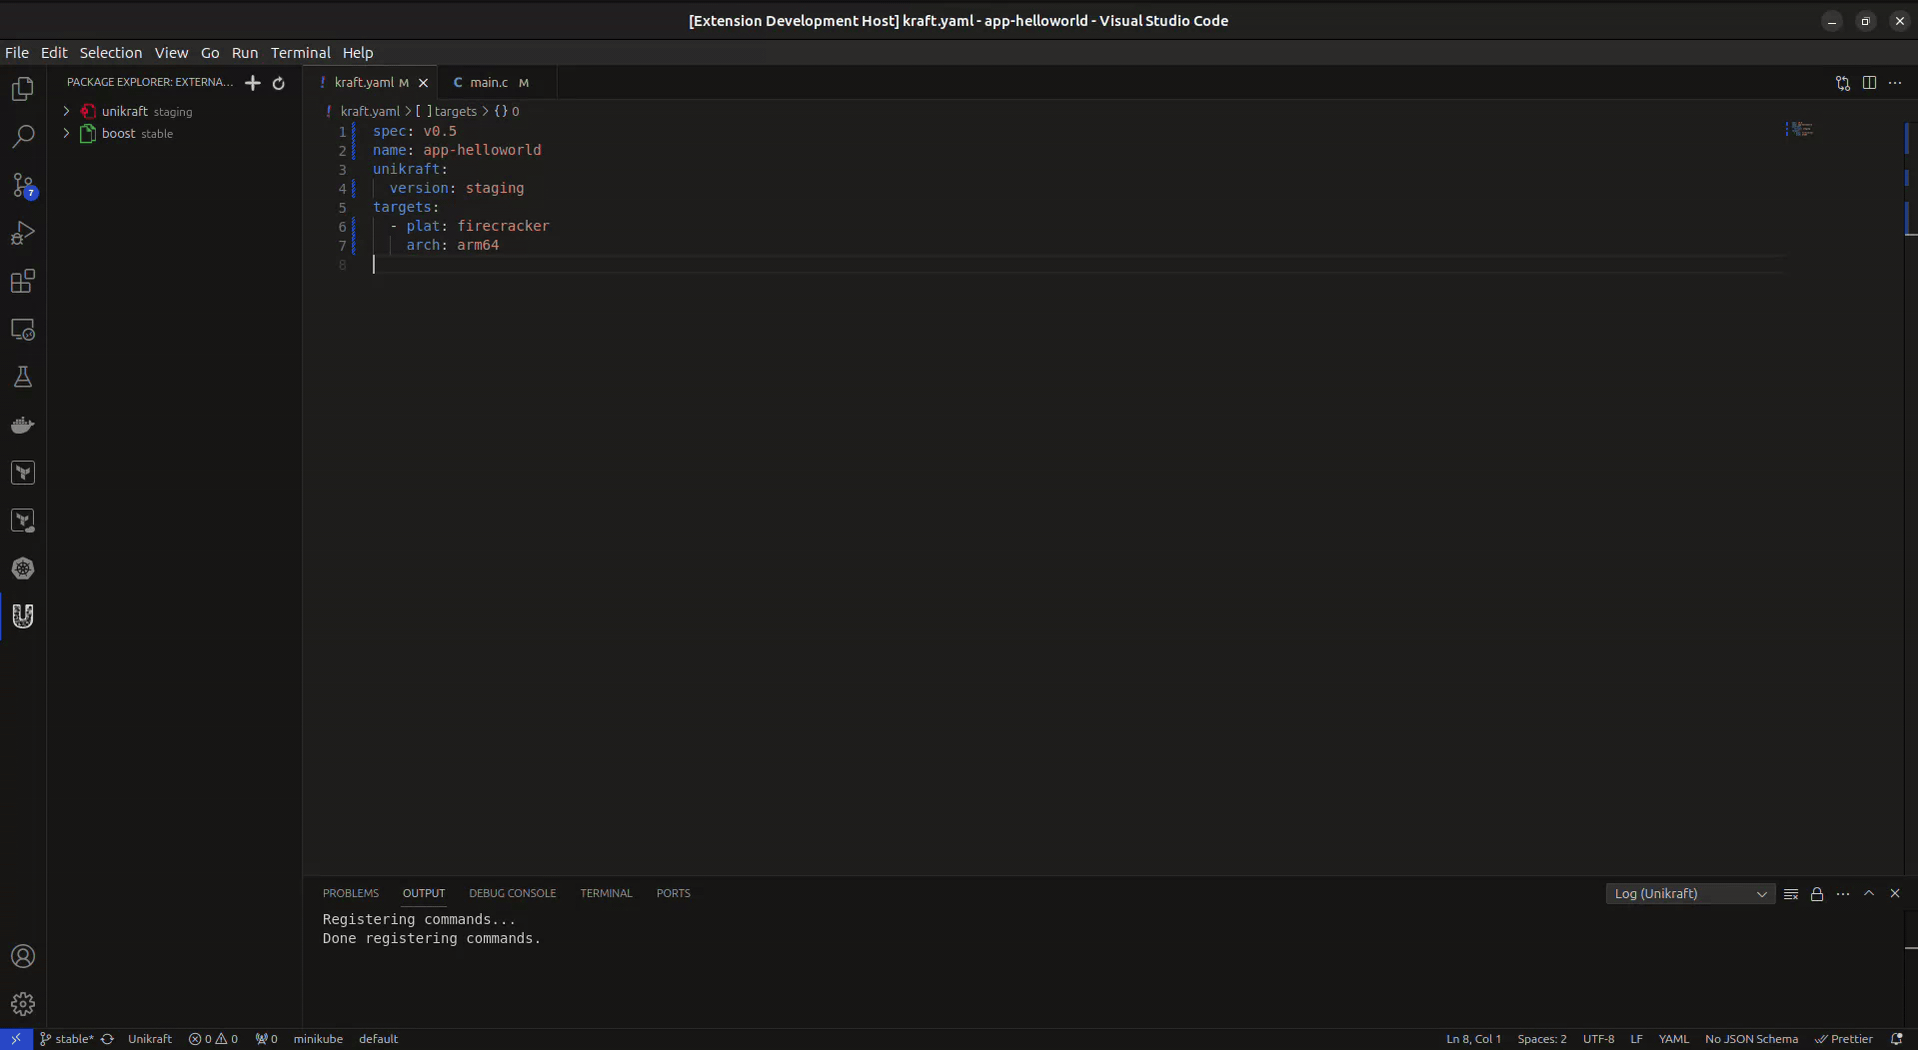 [Extension Development Host] kraft.yaml - app-helloworld - Visual Studio Code
File Edit Selection View Go Run Terminal Help
PACKAGE EXPLORER: EXTERNA...
kraft.yaml M
C main.c M
unikraft staging
boost stable
! kraft.yaml > [ ] targets > {} 0
1 spec: v0.5
2 name: app-helloworld
3 unikraft:
4 version: staging
5 targets:
6 - plat: firecracker
7 arch: arm64
8
7
PROBLEMS OUTPUT DEBUG CONSOLE TERMINAL PORTS
Log (Unikraft)
Registering commands...
Done registering commands.
stable* Unikraft 0 0 0 minikube default
Ln 8, Col 1 Spaces: 2 UTF-8 LF YAML No JSON Schema Prettier